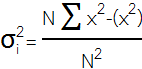 σ²ᵢ = (N ∑ x² -(x²)) / N²